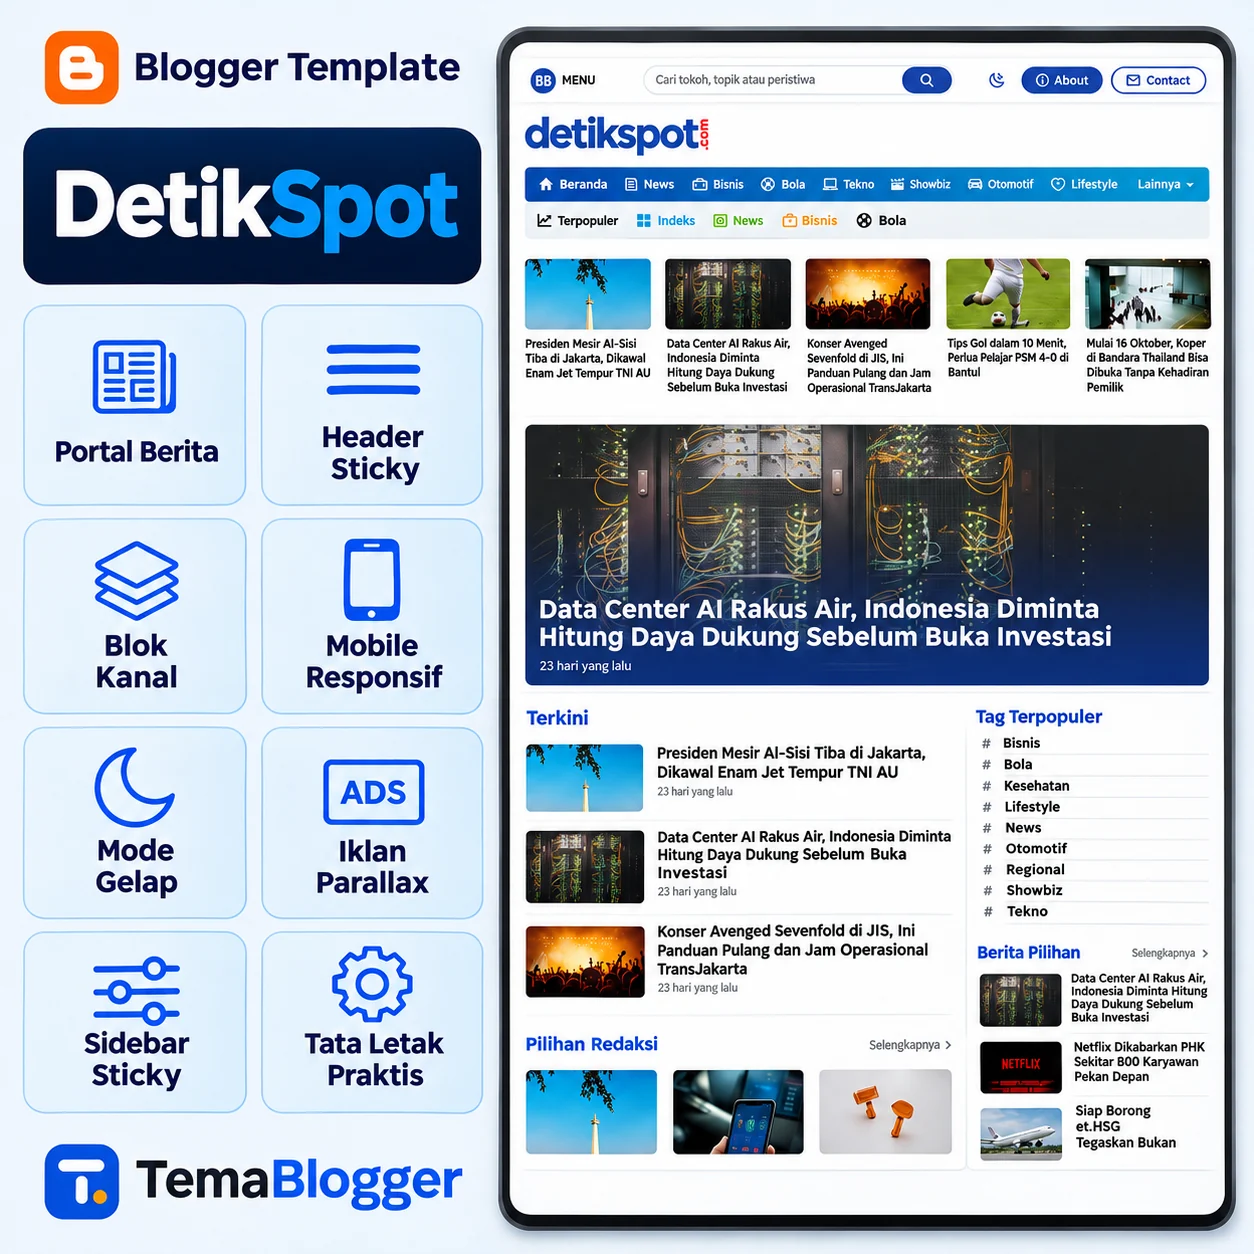 Blogger Template
DetikSpot
Portal Berita
Header
Sticky
Blok
Kanal
Mobile
Responsif
Mode
Gelap
ADS
Iklan
Parallax
Sidebar
Sticky
Tata Letak
Praktis
TemaBlogger
BB MENU
Cari tokoh, topik atau peristiwa
About
Contact
detikspot.com
Beranda News Bisnis Bola Tekno Showbiz Otomotif Lifestyle Lainnya
Terpopuler Indeks News Bisnis Bola
Presiden Mesir Al-Sisi
Tiba di Jakarta, Dikawal
Enam Jet Tempur TNI AU
Data Center AI Rakus Air,
Indonesia Diminta
Hitung Daya Dukung
Sebelum Buka Investasi
Konser Avenged
Sevenfold di JIS, Ini
Panduan Pulang dan Jam
Operasional TransJakarta
Tips Gol dalam 10 Menit,
Perlua Pelajar PSM 4-0 di
Bantul
Mulai 16 Oktober, Koper
di Bandara Thailand Bisa
Dibuka Tanpa Kehadiran
Pemilik
Data Center AI Rakus Air, Indonesia Diminta
Hitung Daya Dukung Sebelum Buka Investasi
23 hari yang lalu
Terkini
Presiden Mesir Al-Sisi Tiba di Jakarta,
Dikawal Enam Jet Tempur TNI AU
23 hari yang lalu
Data Center AI Rakus Air, Indonesia Diminta
Hitung Daya Dukung Sebelum Buka
Investasi
23 hari yang lalu
Konser Avenged Sevenfold di JIS, Ini
Panduan Pulang dan Jam Operasional
TransJakarta
23 hari yang lalu
Pilihan Redaksi
Selengkapnya
Tag Terpopuler
# Bisnis
# Bola
# Kesehatan
# Lifestyle
# News
# Otomotif
# Regional
# Showbiz
# Tekno
Berita Pilihan
Selengkapnya
Data Center AI Rakus Air,
Indonesia Diminta Hitung
Daya Dukung Sebelum
Buka Investasi
NETFLIX
Netflix Dikabarkan PHK
Sekitar 800 Karyawan
Pekan Depan
Siap Borong
et.HSG
Tegaskan Bukan